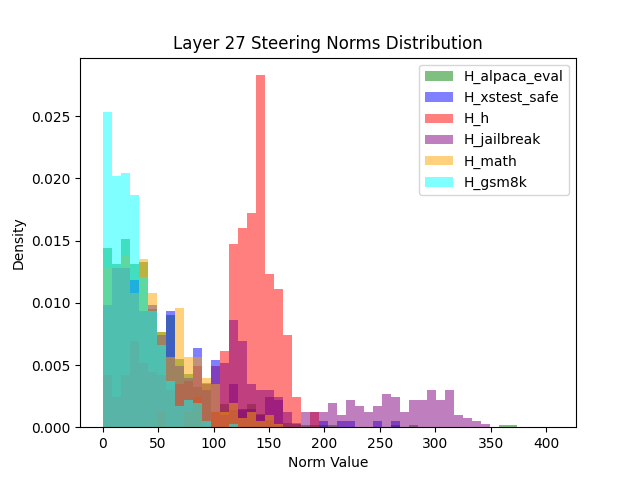 Layer 27 Steering Norms Distribution
H_alpaca_eval
H_xstest_safe
H_h
H_jailbreak
H_math
H_gsm8k
Density
0.025
0.020
0.015
0.010
0.005
0.000
0 50 100 150 200 250 300 350 400
Norm Value